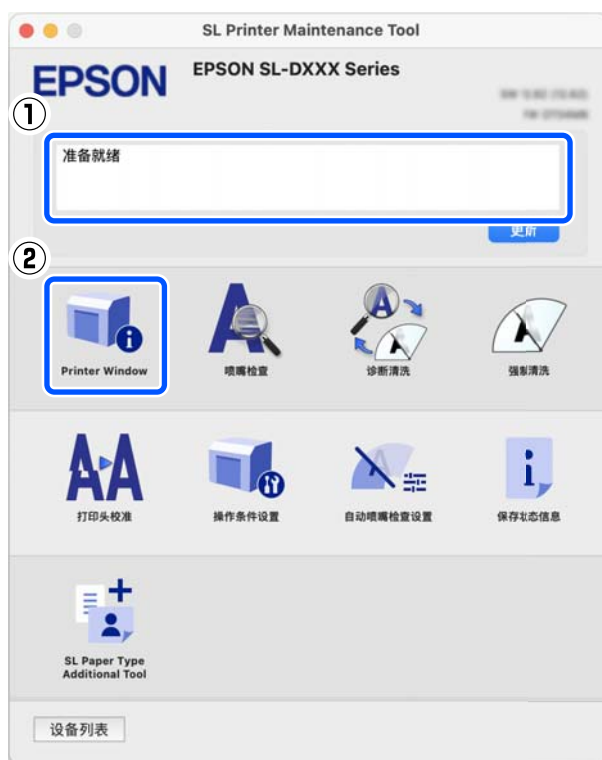 SL Printer Maintenance Tool
EPSON
EPSON SL-DXXX Series
①
准备就绪
更新
②
Printer Window
喷嘴检查
诊断清洗
强制清洗
打印头校准
操作条件设置
自动喷嘴检查设置
保存状态信息
SL Paper Type
Additional Tool
设备列表